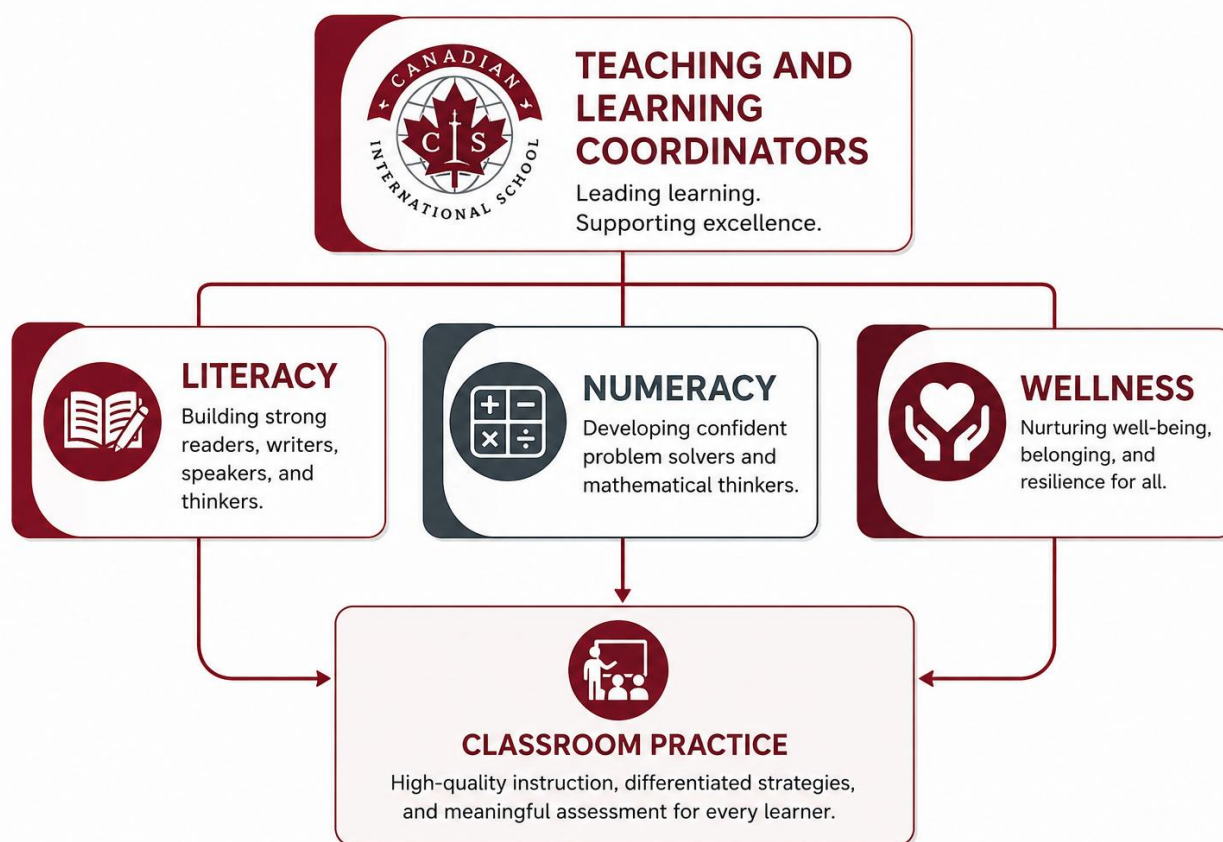 CANADIAN
INTERNATIONAL SCHOOL
C S
TEACHING AND
LEARNING
COORDINATORS
Leading learning.
Supporting excellence.
LITERACY
Building strong
readers, writers,
speakers, and
thinkers.
NUMERACY
Developing confident
problem solvers and
mathematical thinkers.
WELLNESS
Nurturing well-being,
belonging, and
resilience for all.
CLASSROOM PRACTICE
High-quality instruction, differentiated strategies,
and meaningful assessment for every learner.